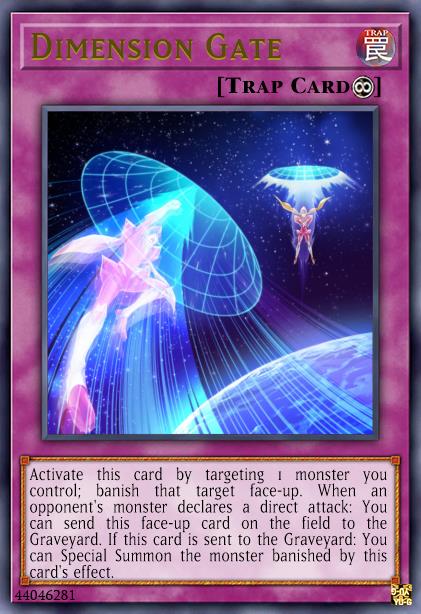 Dimension Gate
TRAP
罠
[Trap Card]
Activate this card by targeting 1 monster you
control; banish that target face-up. When an
opponent's monster declares a direct attack: You
can send this face-up card on the field to the
Graveyard. If this card is sent to the Graveyard: You
can Special Summon the monster banished by this
card's effect.
44046281